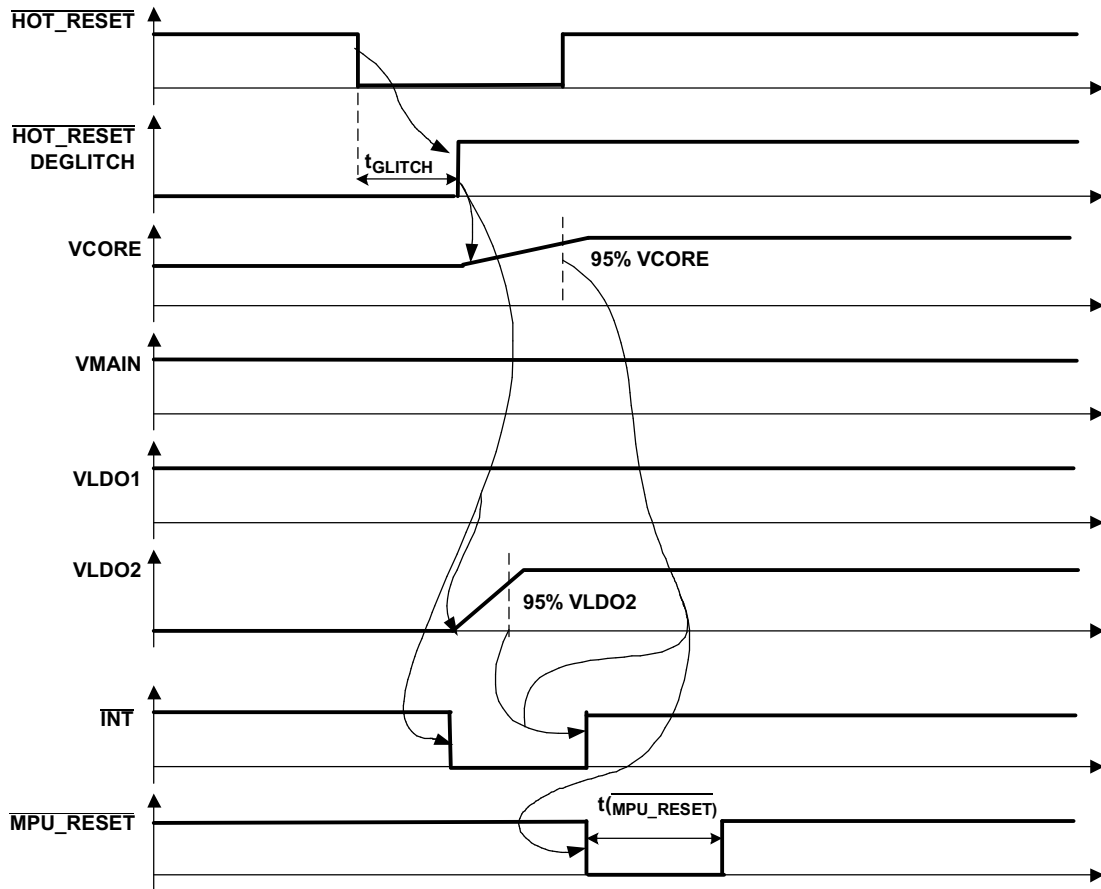 HOT_RESET
HOT_RESET
DEGLITCH
tGLITCH
VCORE
95% VCORE
VMAIN
VLDO1
VLDO2
95% VLDO2
INT
t(MPU_RESET)
MPU_RESET